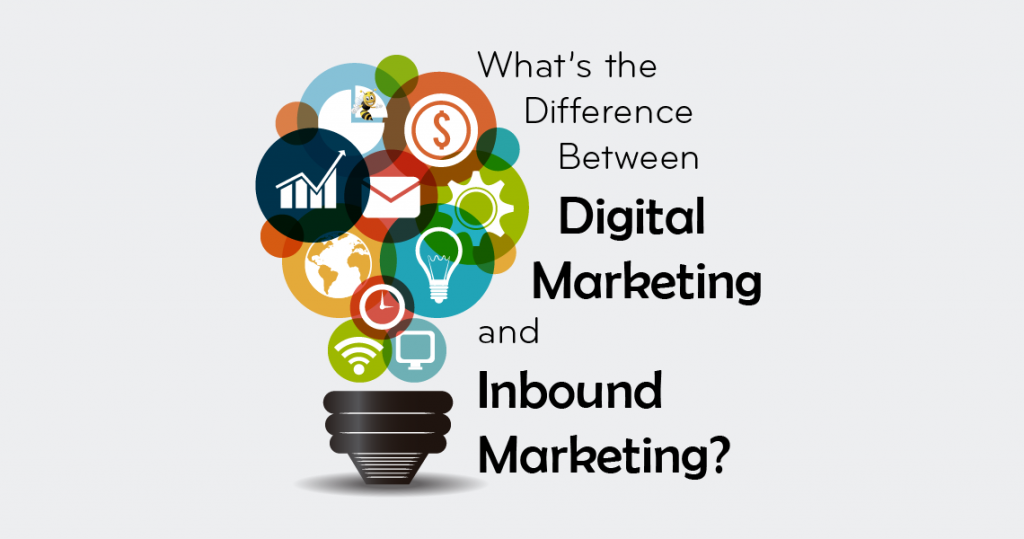 What's the
Difference
Between
Digital
Marketing
and
Inbound
Marketing?
$